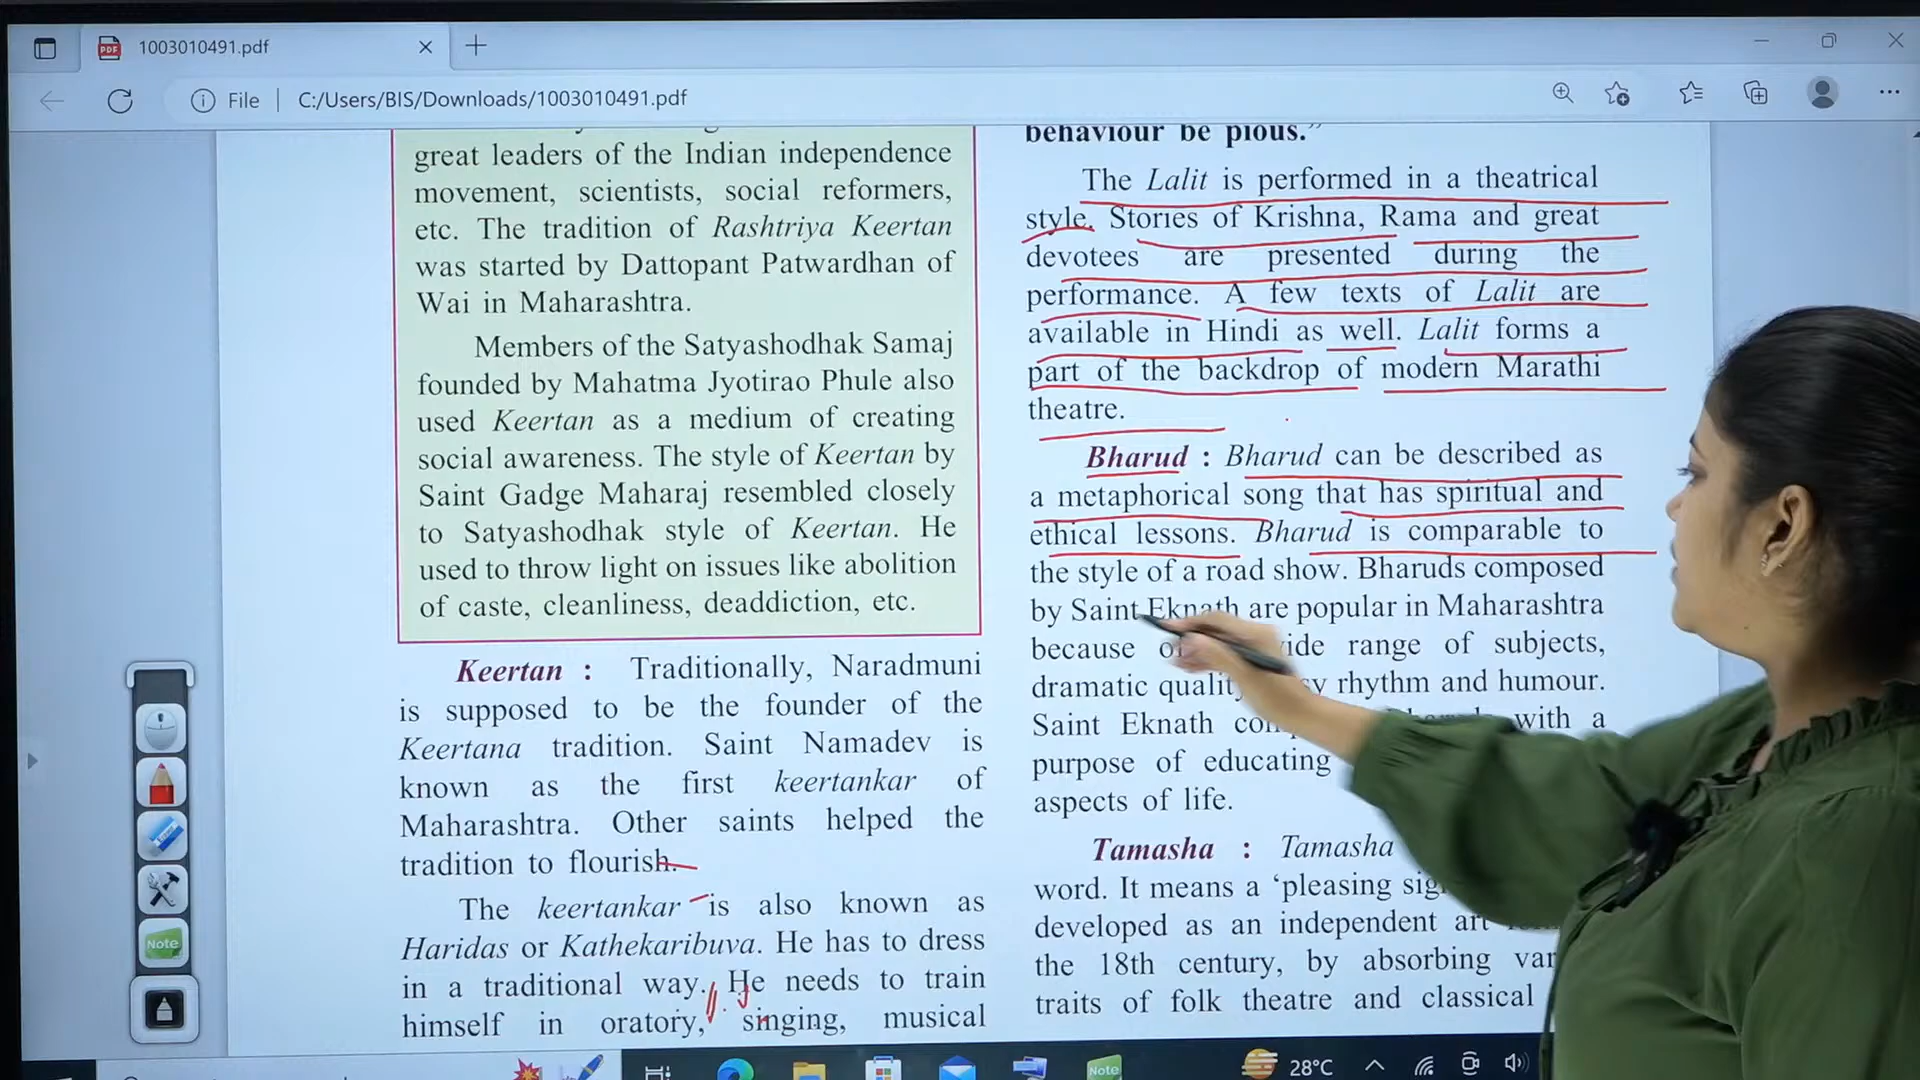 1003010491.pdf
File
C:/Users/BIS/Downloads/1003010491.pdf
great leaders of the Indian independence
movement, scientists, social reformers,
etc. The tradition of Rashtriya Keertan
was started by Dattopant Patwardhan of
Wai in Maharashtra.
Members of the Satyashodhak Samaj
founded by Mahatma Jyotirao Phule also
used Keertan as a medium of creating
social awareness. The style of Keertan by
Saint Gadge Maharaj resembled closely
to Satyashodhak style of Keertan. He
used to throw light on issues like abolition
of caste, cleanliness, deaddiction, etc.
Keertan : Traditionally, Naradmuni
is supposed to be the founder of the
Keertana tradition. Saint Namadev is
known as the first keertankar of
Maharashtra. Other saints helped the
tradition to flourish.
The keertankar is also known as
Haridas or Kathekaribuva. He has to dress
in a traditional way. He needs to train
himself in oratory, singing, musical
behaviour be pious.”
The Lalit is performed in a theatrical
style. Stories of Krishna, Rama and great
devotees are presented during the
performance. A few texts of Lalit are
available in Hindi as well. Lalit forms a
part of the backdrop of modern Marathi
theatre.
Bharud : Bharud can be described as
a metaphorical song that has spiritual and
ethical lessons. Bharud is comparable to
the style of a road show. Bharuds composed
by Saint Eknath are popular in Maharashtra
because range of subjects,
dramatic quality rhythm and humour.
Saint Eknath with a
purpose of educating
aspects of life.
Tamasha : Tamasha
word. It means a ‘pleasing
developed as an independent art
the 18th century, by absorbing
traits of folk theatre and classical
Note
Note
28°C